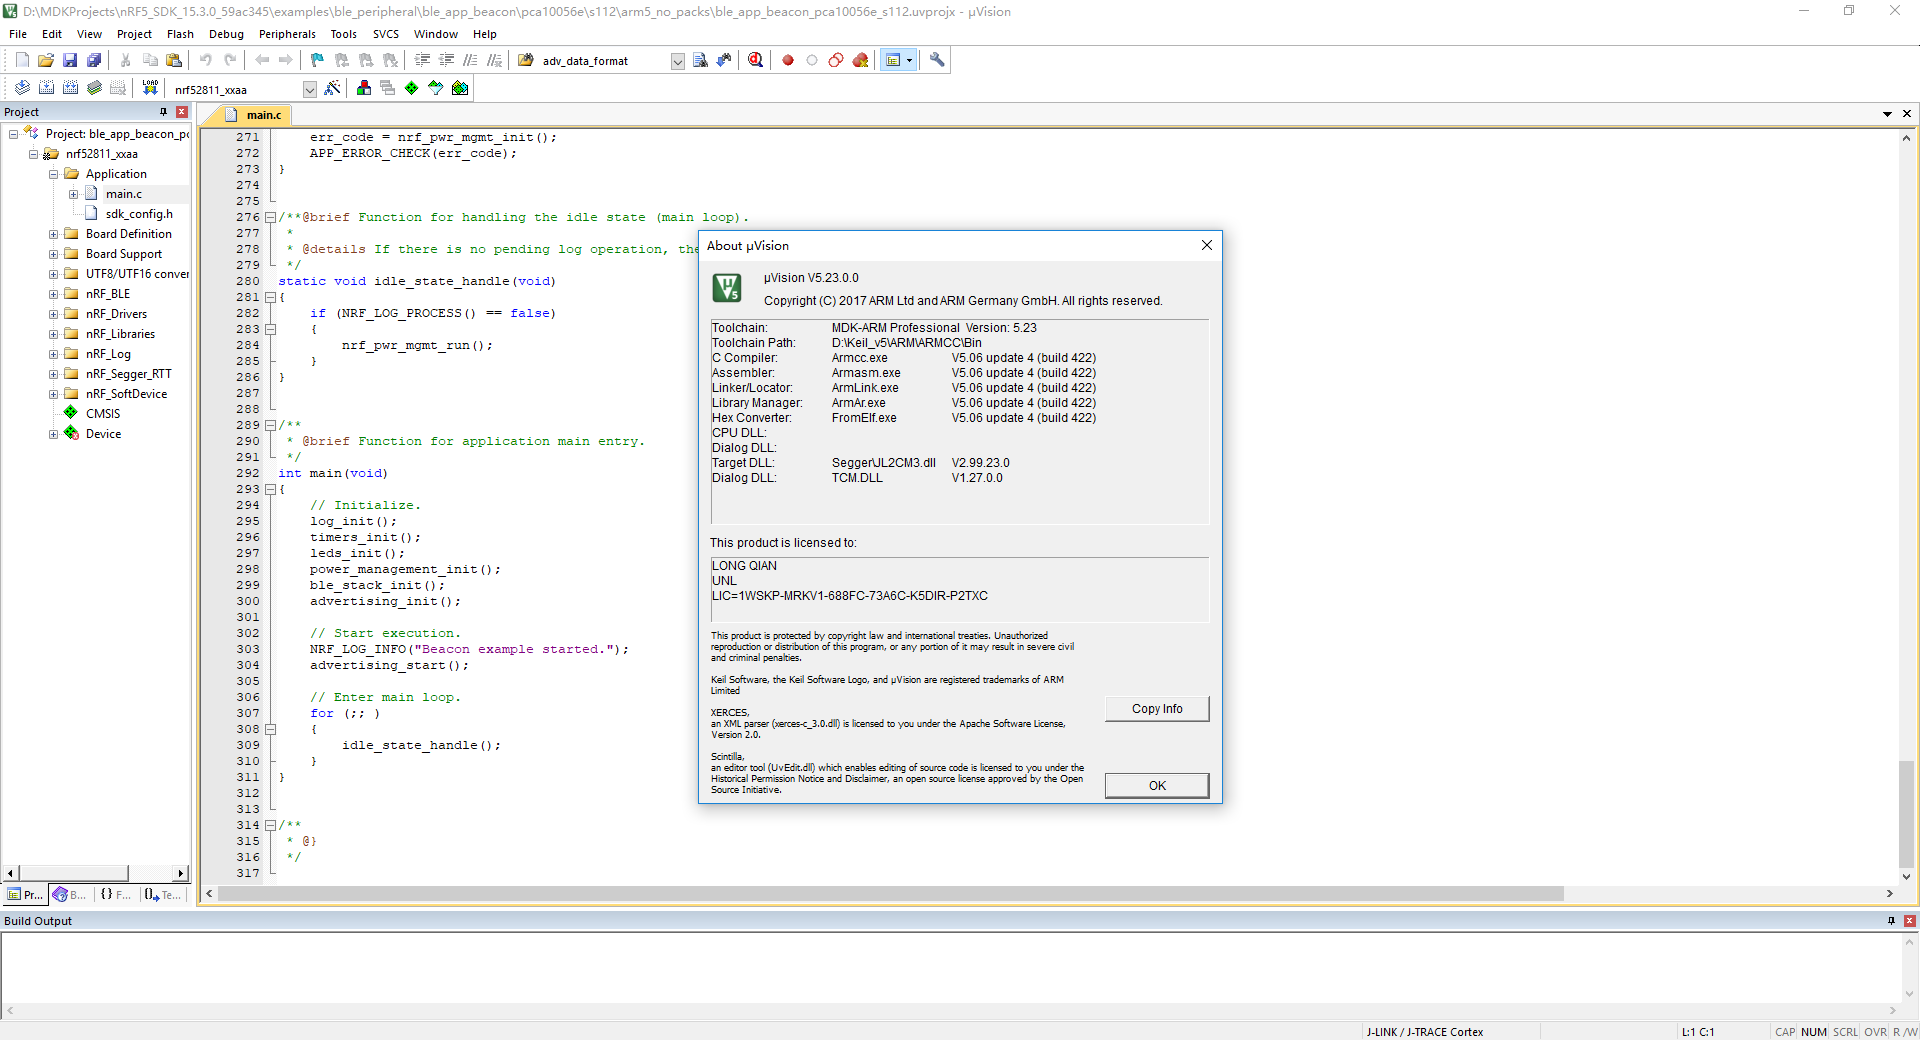 D:\MDKProjects\nRF5_SDK_15.3.0_59ac345\examples\ble_peripheral\ble_app_beacon\pca10056e\s112\arm5_no_packs\ble_app_beacon_pca10056e_s112.uvprojx - µVision
File Edit View Project Flash Debug Peripherals Tools SVCS Window Help
adv_data_format
LOAD
nrf52811_xxaa
Project
Project: ble_app_beacon_pc
nrf52811_xxaa
Application
main.c
sdk_config.h
Board Definition
Board Support
UTF8/UTF16 conver
nRF_BLE
nRF_Drivers
nRF_Libraries
nRF_Log
nRF_Segger_RTT
nRF_SoftDevice
CMSIS
Device
Pr... B... {} F... Te...
main.c
271 err_code = nrf_pwr_mgmt_init();
272 APP_ERROR_CHECK(err_code);
273 }
274
275
276 /**@brief Function for handling the idle state (main loop).
277 *
278 * @details If there is no pending log operation, the
279 */
280 static void idle_state_handle(void)
281 {
282 if (NRF_LOG_PROCESS() == false)
283 {
284 nrf_pwr_mgmt_run();
285 }
286 }
287
288
289 /**
290 * @brief Function for application main entry.
291 */
292 int main(void)
293 {
294 // Initialize.
295 log_init();
296 timers_init();
297 leds_init();
298 power_management_init();
299 ble_stack_init();
300 advertising_init();
301
302 // Start execution.
303 NRF_LOG_INFO("Beacon example started.");
304 advertising_start();
305
306 // Enter main loop.
307 for (;; )
308 {
309 idle_state_handle();
310 }
311 }
312
313
314 /**
315 * @}
316 */
317
About µVision
µVision V5.23.0.0
Copyright (C) 2017 ARM Ltd and ARM Germany GmbH. All rights reserved.
Toolchain: MDK-ARM Professional Version: 5.23
Toolchain Path: D:\Keil_v5\ARM\ARMCC\Bin
C Compiler: Armcc.exe V5.06 update 4 (build 422)
Assembler: Armasm.exe V5.06 update 4 (build 422)
Linker/Locator: ArmLink.exe V5.06 update 4 (build 422)
Library Manager: ArmAr.exe V5.06 update 4 (build 422)
Hex Converter: FromElf.exe V5.06 update 4 (build 422)
CPU DLL:
Dialog DLL:
Target DLL: Segger\JL2CM3.dll V2.99.23.0
Dialog DLL: TCM.DLL V1.27.0.0
This product is licensed to:
LONG QIAN
UNL
LIC=1WSKP-MRKV1-688FC-73A6C-K5DIR-P2TXC
This product is protected by copyright law and international treaties. Unauthorized
reproduction or distribution of this program, or any portion of it may result in severe civil
and criminal penalties.
Keil Software, the Keil Software Logo, and µVision are registered trademarks of ARM
Limited
XERCES,
an XML parser (xerces-c_3.0.dll) is licensed to you under the Apache Software License,
Version 2.0.
Scintilla,
an editor tool (UvEdit.dll) which enables editing of source code is licensed to you under the
Historical Permission Notice and Disclaimer, an open source license approved by the Open
Source Initiative.
Copy Info
OK
Build Output
J-LINK / J-TRACE Cortex L:1 C:1 CAP NUM SCRL OVR R/W